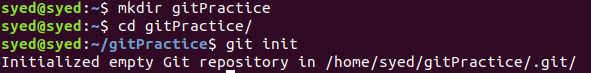 syed@syed:~$ mkdir gitPractice
syed@syed:~$ cd gitPractice/
syed@syed:~/gitPractice$ git init
Initialized empty Git repository in /home/syed/gitPractice/.git/